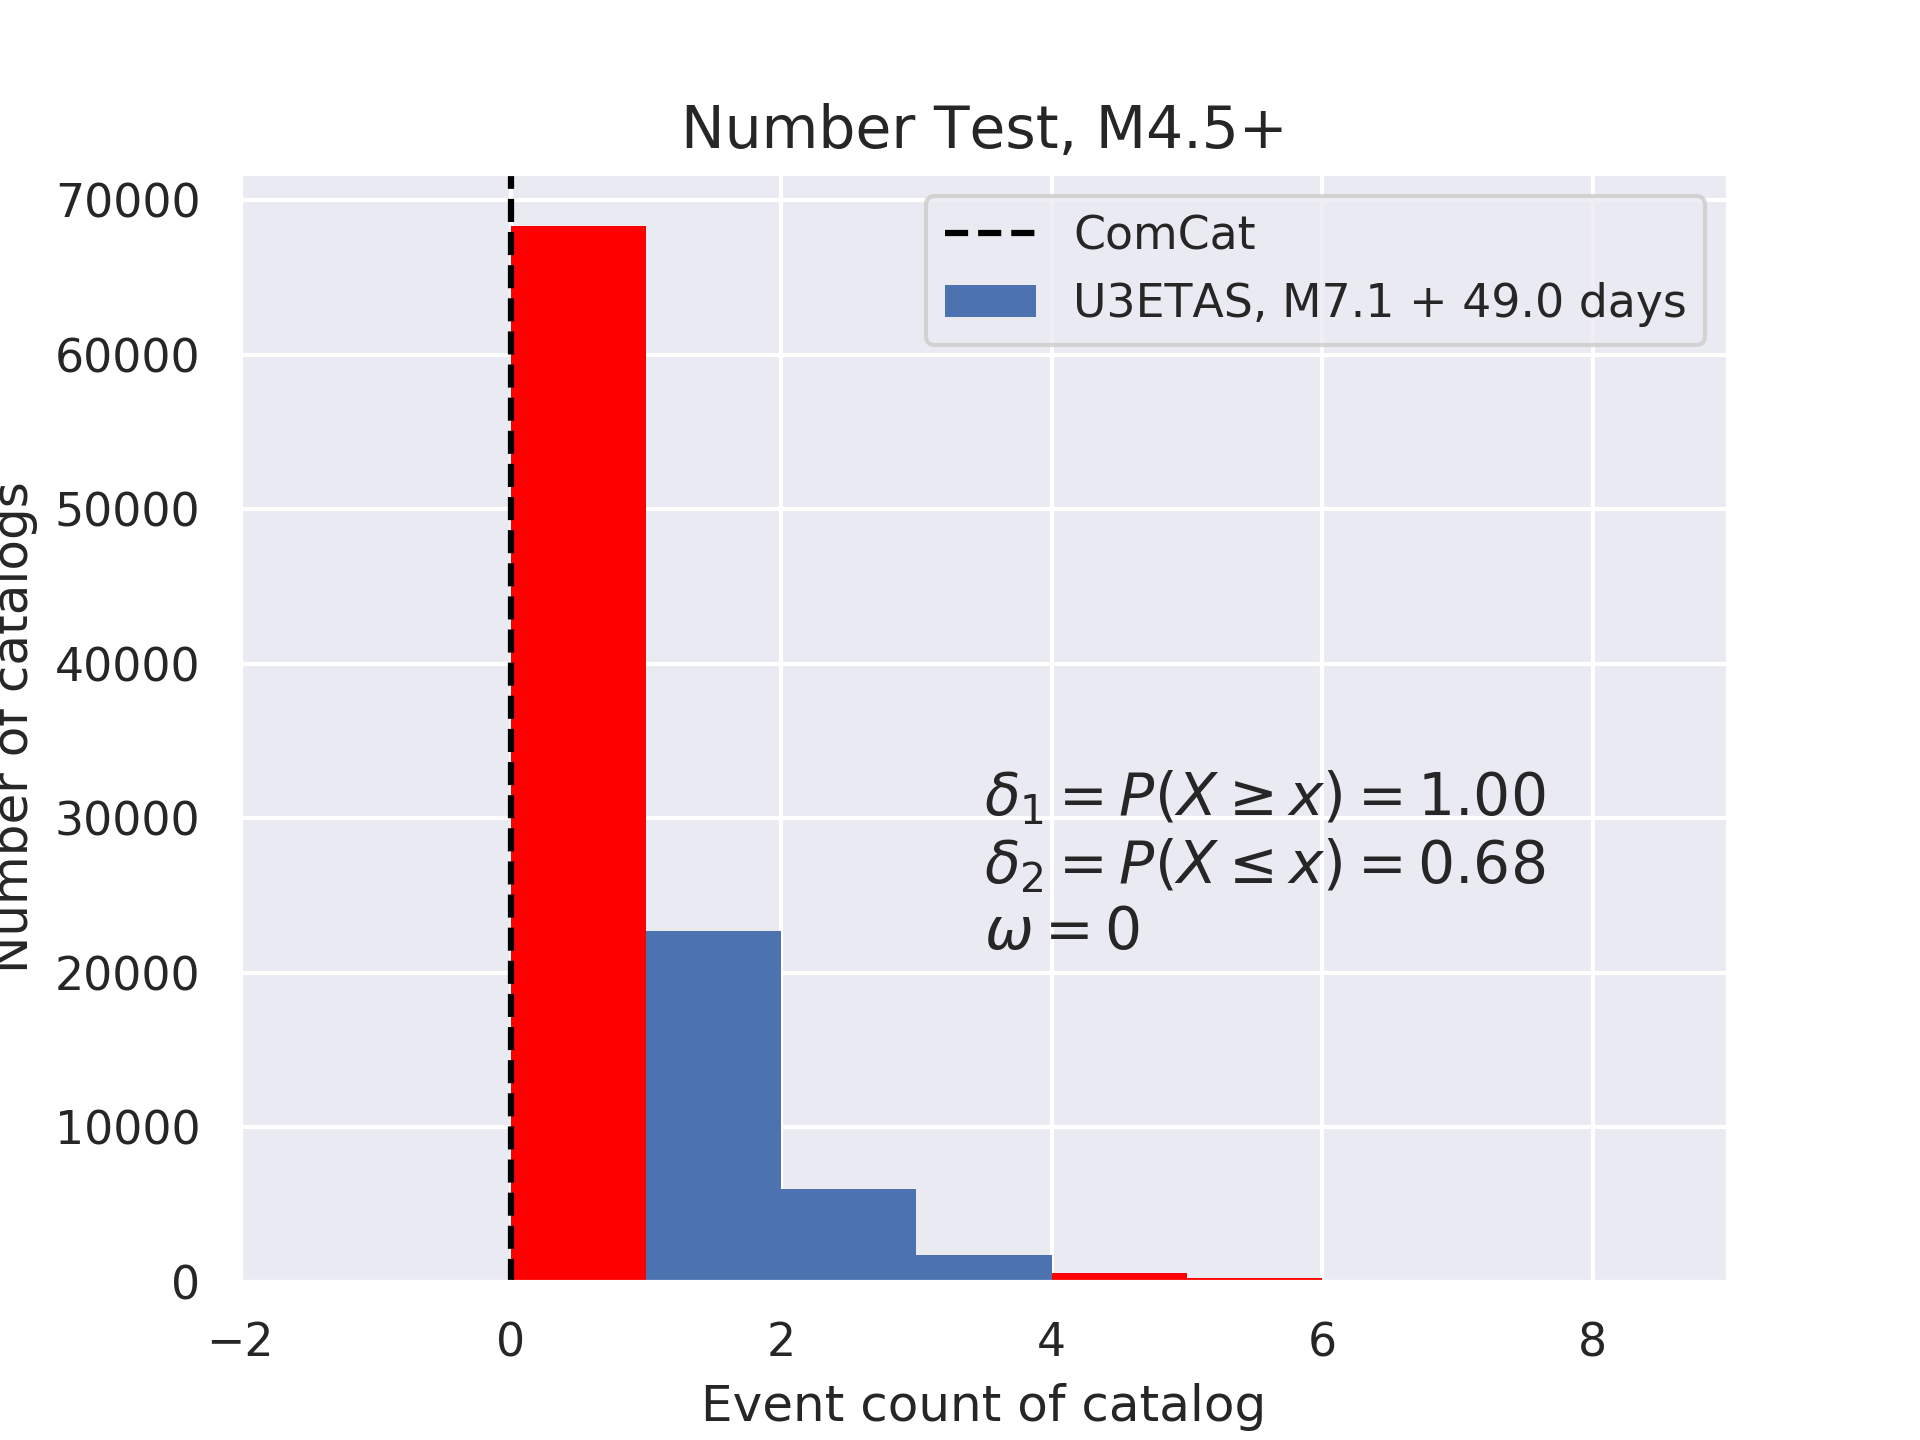 Number Test, M4.5+
ComCat
U3ETAS, M7.1 + 49.0 days
70000
60000
50000
40000
30000
20000
10000
0
Number of catalogs
δ₁ = P(X ≥ x) = 1.00
δ₂ = P(X ≤ x) = 0.68
ω = 0
−2 0 2 4 6 8
Event count of catalog